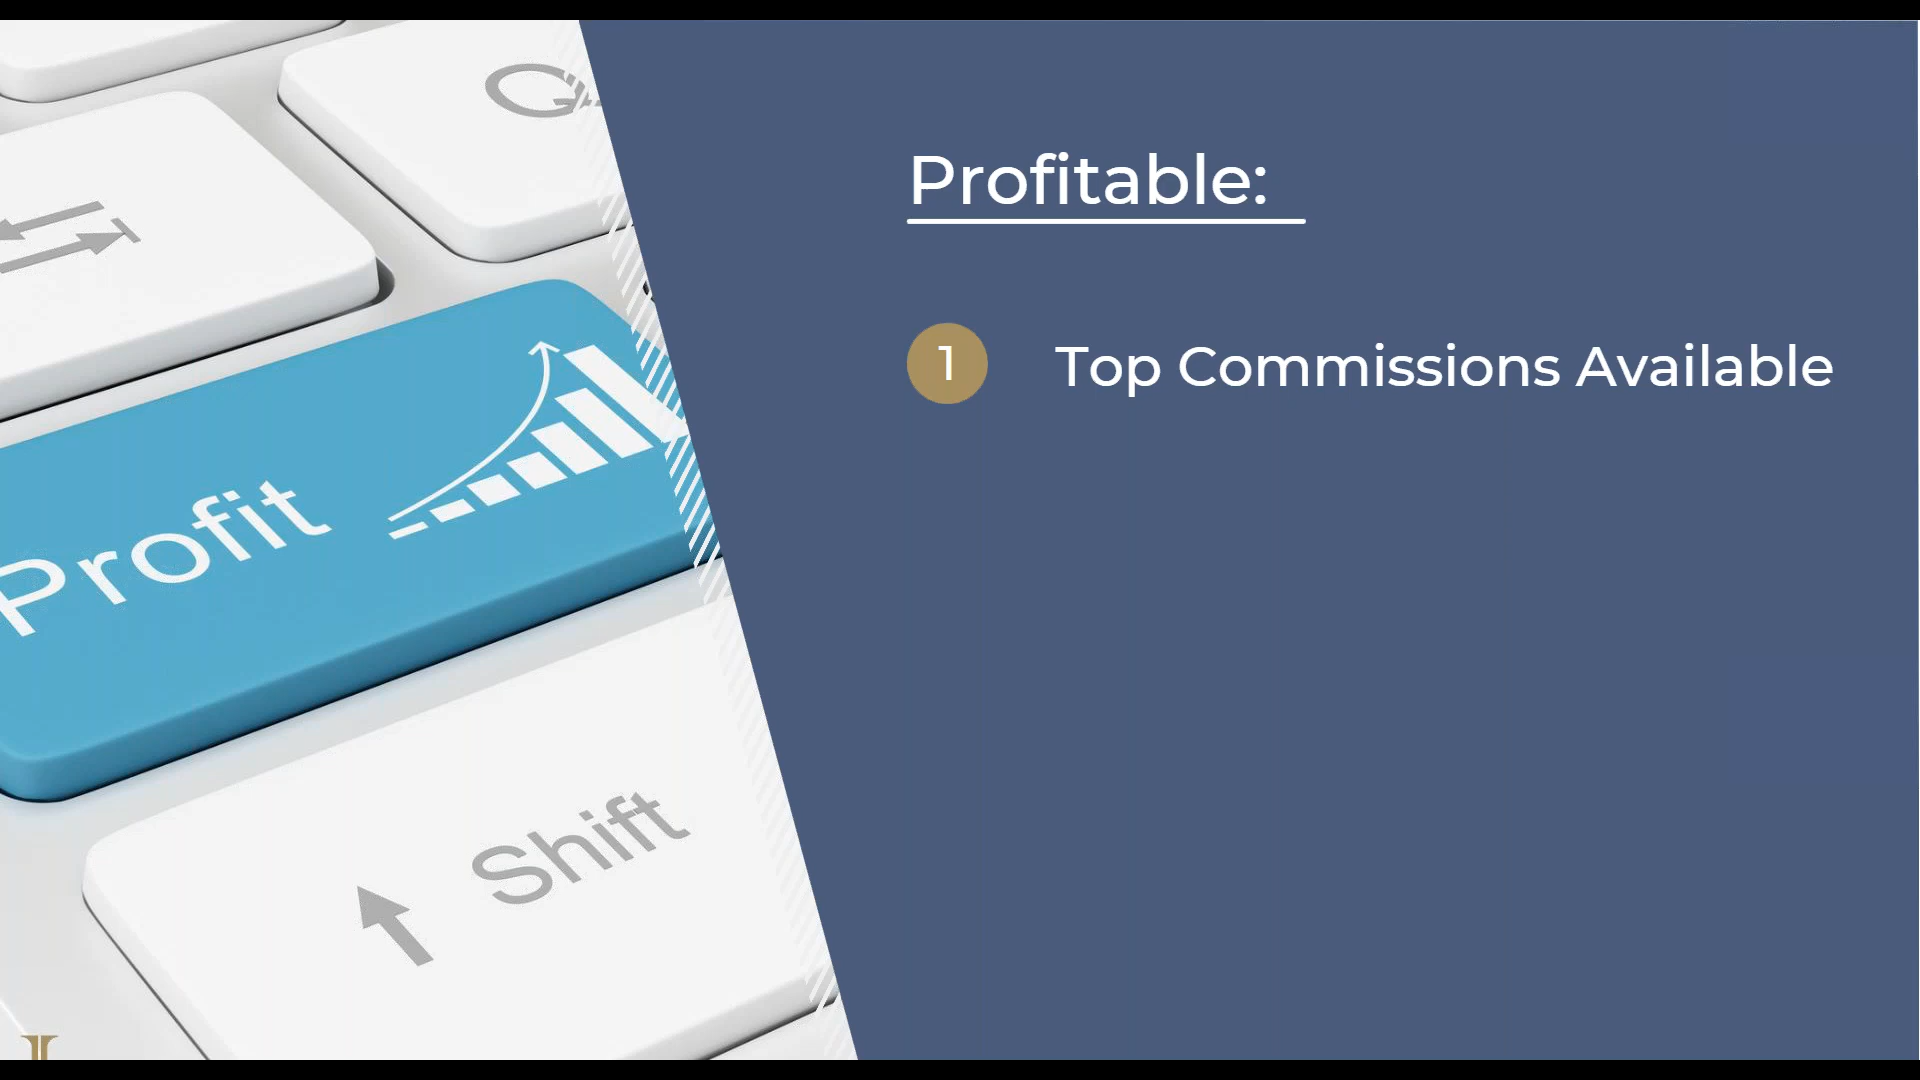 Profitable:
1 Top Commissions Available
Q
Profit
Shift